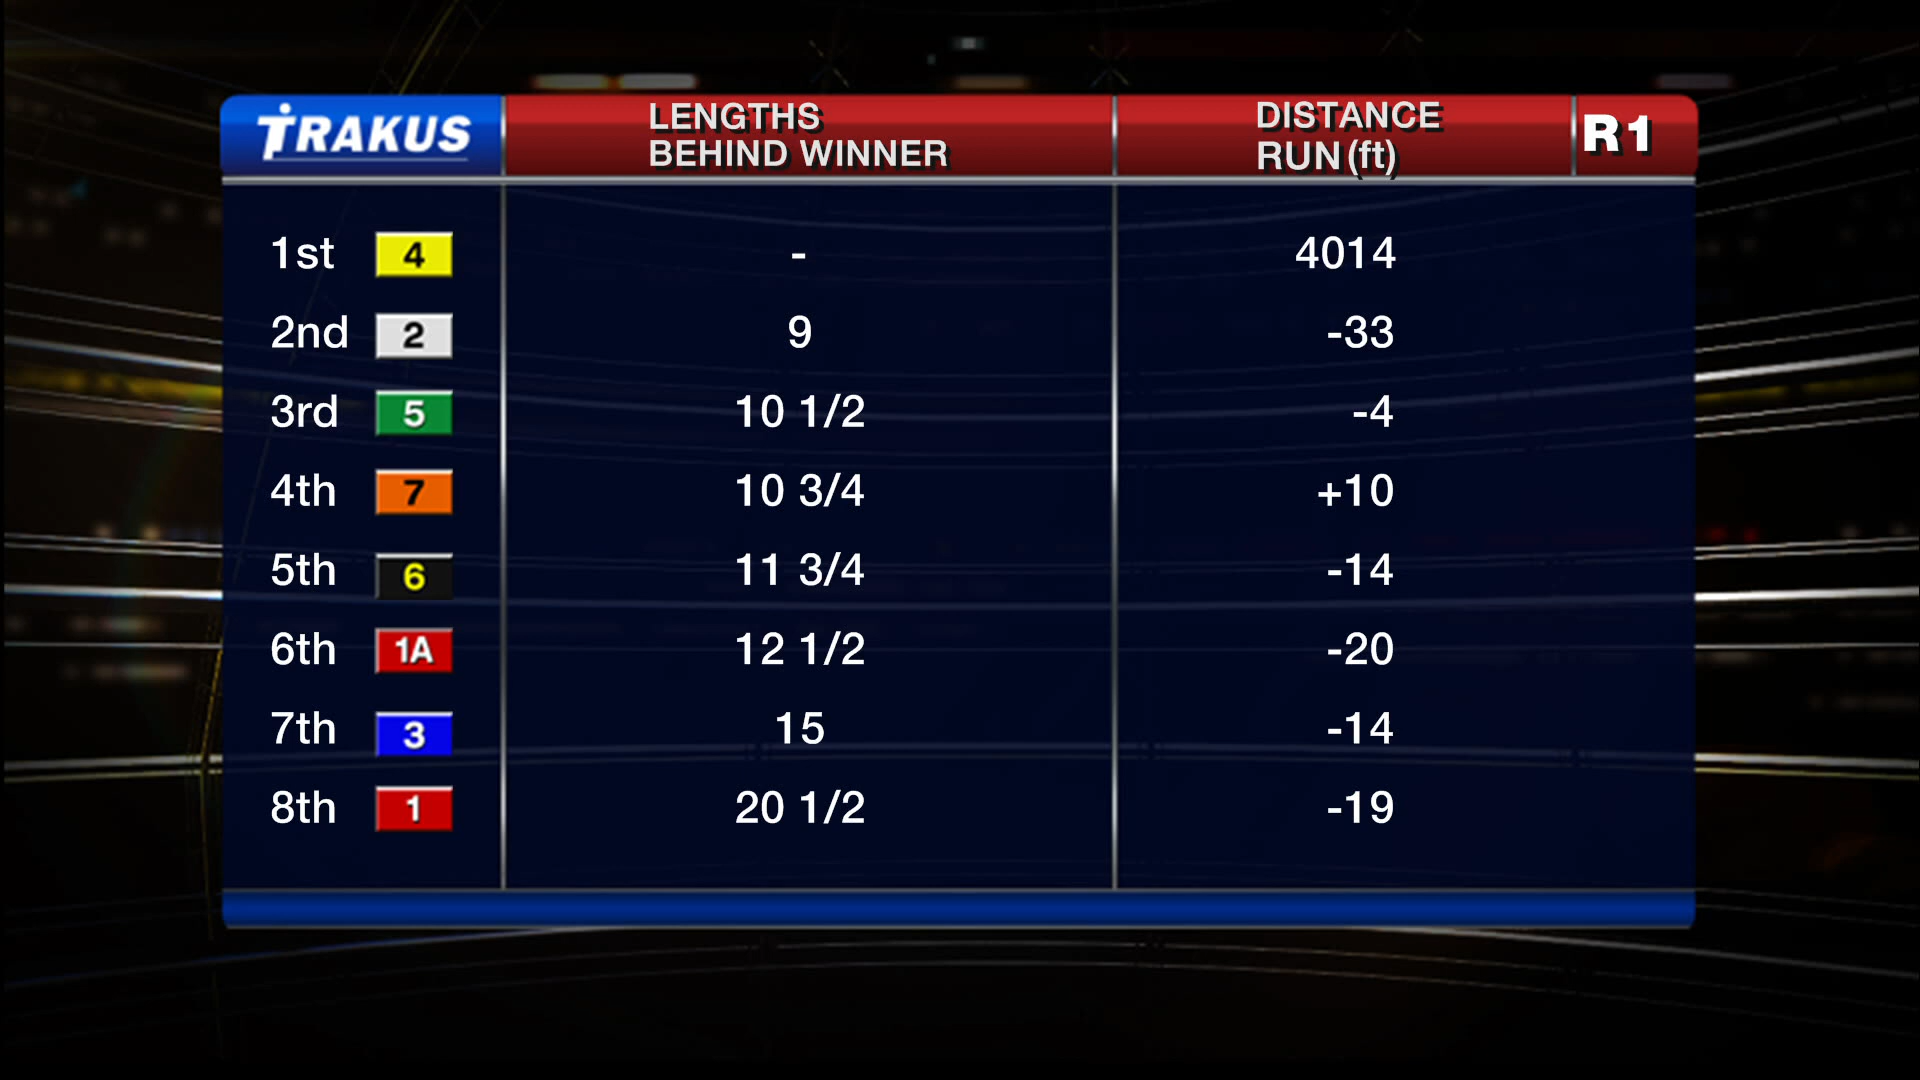 TRAKUS
LENGTHS
BEHIND WINNER
DISTANCE
RUN (ft)
R1
1st 4 - 4014
2nd 2 9 -33
3rd 5 10 1/2 -4
4th 7 10 3/4 +10
5th 6 11 3/4 -14
6th 1A 12 1/2 -20
7th 3 15 -14
8th 1 20 1/2 -19